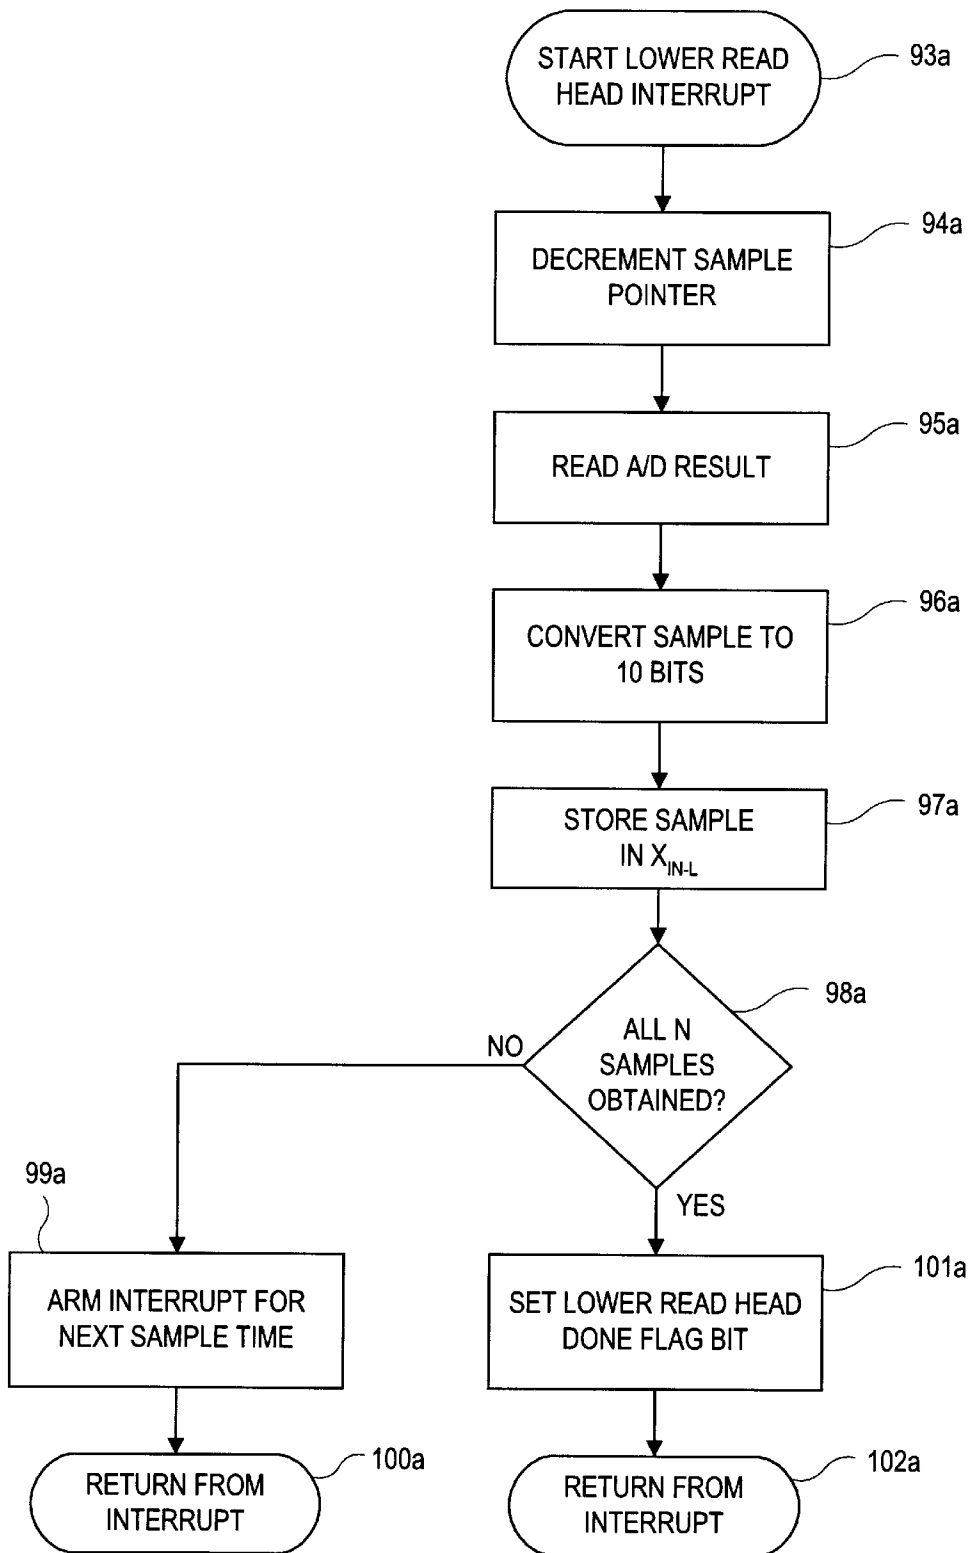 START LOWER READ
HEAD INTERRUPT
93a
DECREMENT SAMPLE
POINTER
94a
READ A/D RESULT
95a
CONVERT SAMPLE TO
10 BITS
96a
STORE SAMPLE
IN X_IN-L
97a
ALL N
SAMPLES
OBTAINED?
98a
NO
YES
99a
ARM INTERRUPT FOR
NEXT SAMPLE TIME
SET LOWER READ HEAD
DONE FLAG BIT
101a
RETURN FROM
INTERRUPT
100a
RETURN FROM
INTERRUPT
102a